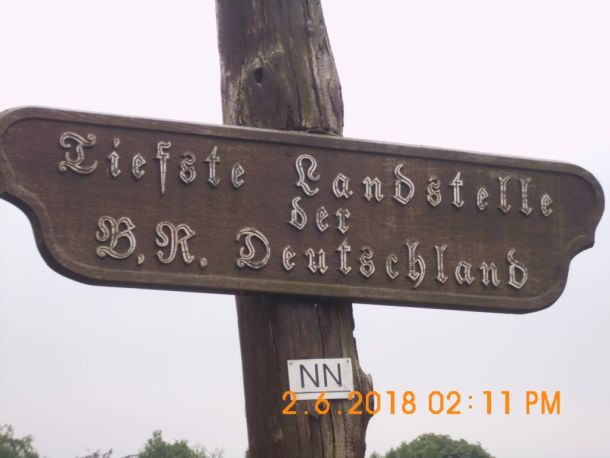 Tiefste Landstelle
der
B.R. Deutschland
NN
2.6.2018 02:11 PM